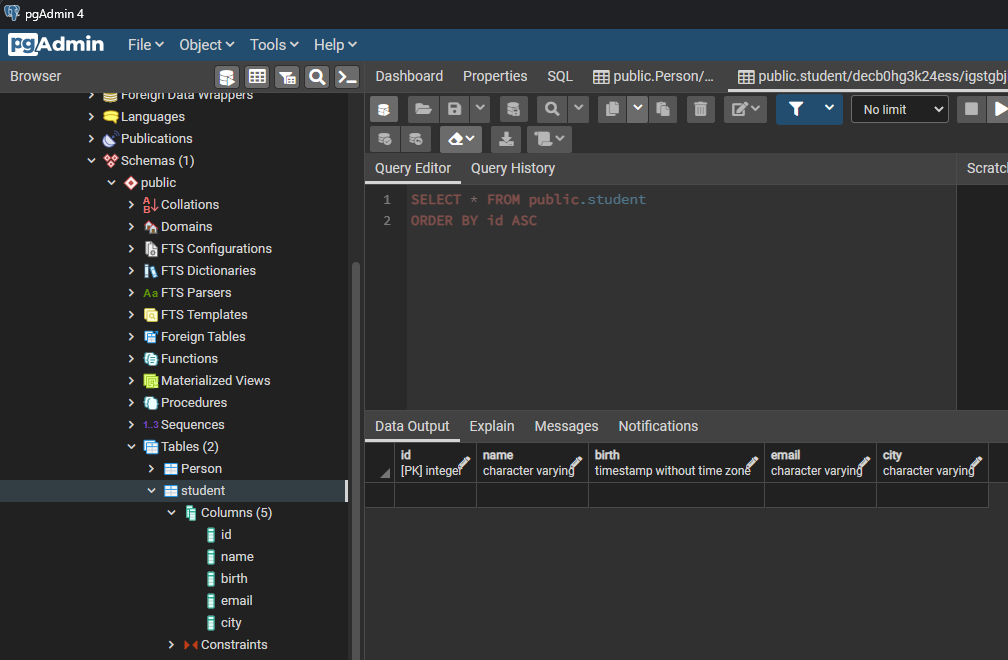 pgAdmin 4
pgAdmin File Object Tools Help
Browser
Dashboard Properties SQL public.Person/... public.student/decb0hg3k24ess/igstgbj
No limit
Foreign Data Wrappers
Languages
Publications
Schemas (1)
public
A
B
Collations
Domains
FTS Configurations
FTS Dictionaries
Aa FTS Parsers
FTS Templates
Foreign Tables
Functions
Materialized Views
Procedures
1..3 Sequences
Tables (2)
Person
student
Columns (5)
id
name
birth
email
city
Constraints
Query Editor Query History
Scratch
1 SELECT * FROM public.student
2 ORDER BY id ASC
Data Output Explain Messages Notifications
id name birth email city
[PK] integer character varying timestamp without time zone character varying character varying